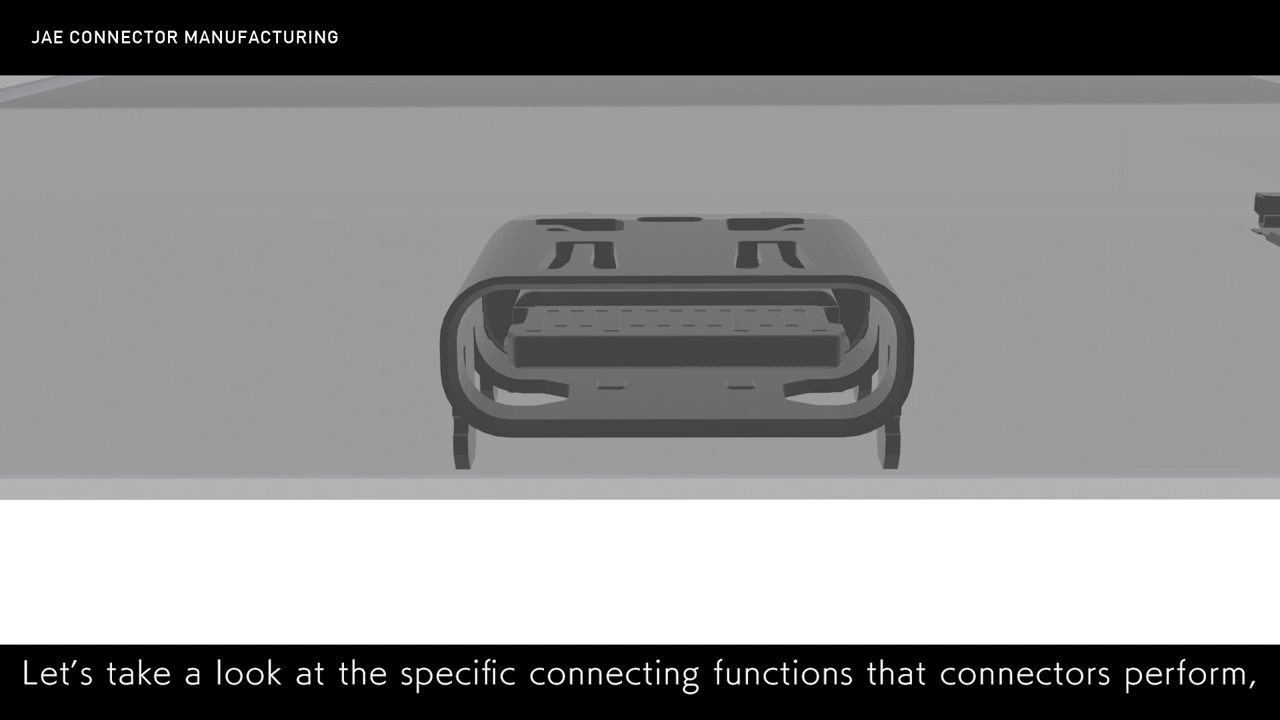 JAE CONNECTOR MANUFACTURING
Let's take a look at the specific connecting functions that connectors perform,